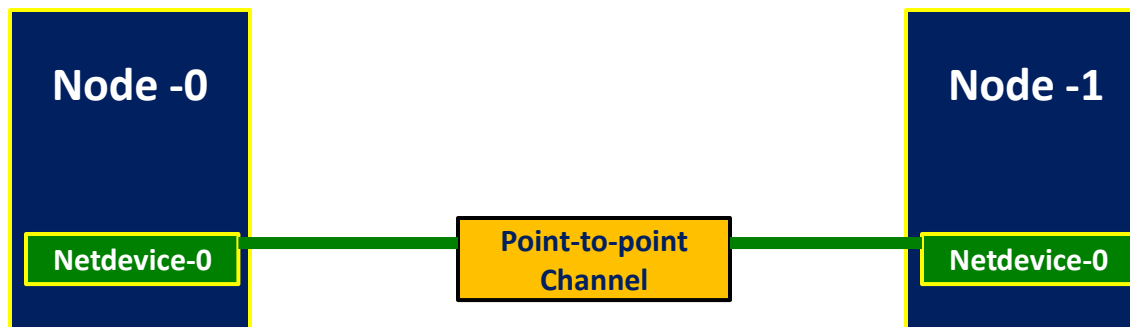 Node -0
Node -1
Netdevice-0
Point-to-point
Channel
Netdevice-0